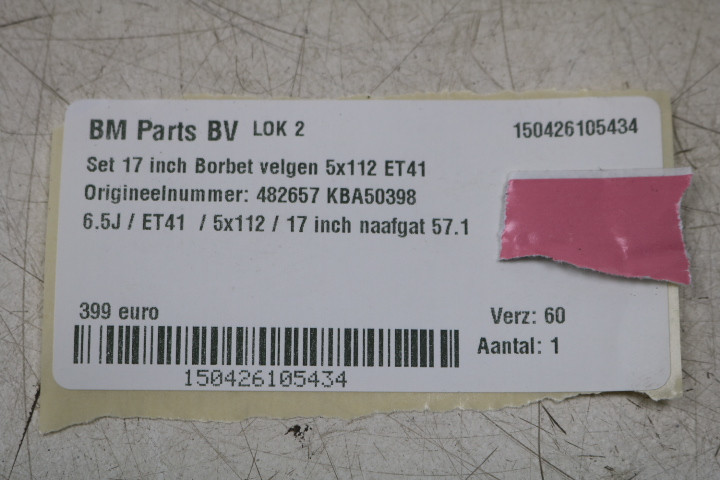 BM Parts BV LOK 2 150426105434
Set 17 inch Borbet velgen 5x112 ET41
Origineelnummer: 482657 KBA50398
6.5J / ET41 / 5x112 / 17 inch naafgat 57.1
399 euro Verz: 60
Aantal: 1
150426105434